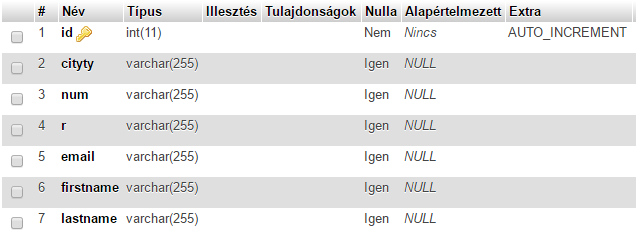 # Név Típus Illesztés Tulajdonságok Nulla Alapértelmezett Extra
1 id int(11) Nem Nincs AUTO_INCREMENT
2 cityty varchar(255) Igen NULL
3 num varchar(255) Igen NULL
4 r varchar(255) Igen NULL
5 email varchar(255) Igen NULL
6 firstname varchar(255) Igen NULL
7 lastname varchar(255) Igen NULL